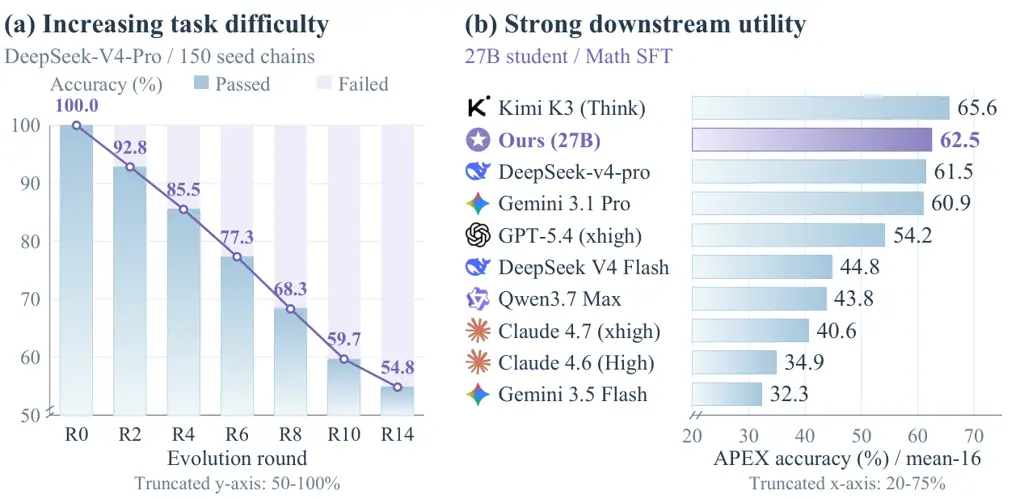 (a) Increasing task difficulty
DeepSeek-V4-Pro / 150 seed chains
Accuracy (%) Passed Failed
100.0
92.8
85.5
77.3
68.3
59.7
54.8
100
90
80
70
60
50
R0 R2 R4 R6 R8 R10 R14
Evolution round
Truncated y-axis: 50-100%
(b) Strong downstream utility
27B student / Math SFT
Kimi K3 (Think) 65.6
Ours (27B) 62.5
DeepSeek-v4-pro 61.5
Gemini 3.1 Pro 60.9
GPT-5.4 (xhigh) 54.2
DeepSeek V4 Flash 44.8
Qwen3.7 Max 43.8
Claude 4.7 (xhigh) 40.6
Claude 4.6 (High) 34.9
Gemini 3.5 Flash 32.3
20 30 40 50 60 70
APEX accuracy (%) / mean-16
Truncated x-axis: 20-75%